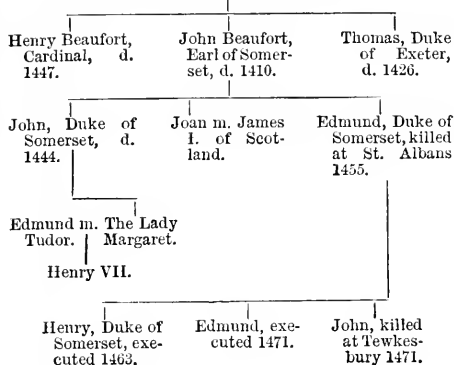 Henry Beaufort,
Cardinal, d.
1447.
John Beaufort,
Earl of Somer-
set, d. 1410.
Thomas, Duke
of Exeter,
d. 1426.
John, Duke of
Somerset, d.
1444.
Joan m. James
I. of Scot-
land.
Edmund, Duke of
Somerset, killed
at St. Albans
1455.
Edmund m. The Lady
Tudor. Margaret.
Henry VII.
Henry, Duke of
Somerset, exe-
cuted 1463.
Edmund, exe-
cuted 1471.
John, killed
at Tewkes-
bury 1471.